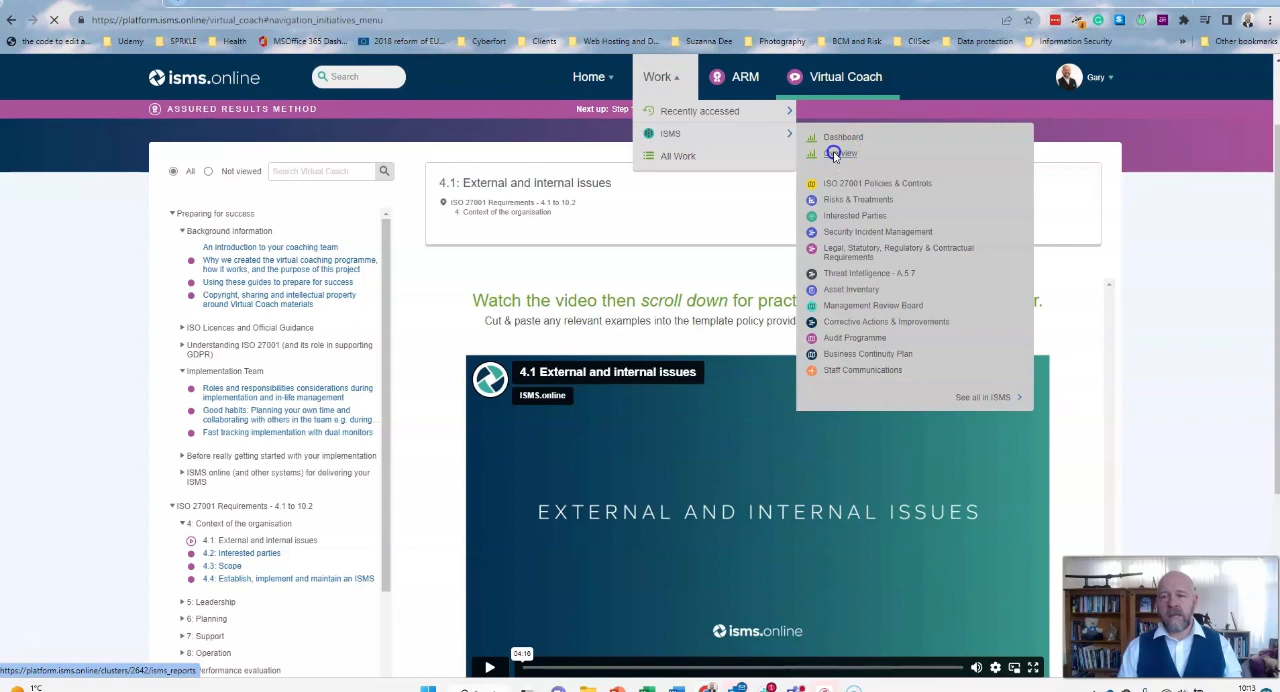 https://platform.isms.online/virtual_coach#navigation_initiatives_menu
the code to edit a...
Udemy
SPRKLE
Health
MSOffice 365 Dash...
2018 reform of EU...
Cyberfort
Clients
Web Hosting and D...
Suzanna Dee
Photography
BCM and Risk
CIISec
Data protection
Information Security
»
Other bookmarks
isms.online
Search
Home
Work
ARM
Virtual Coach
Gary
ASSURED RESULTS METHOD
Next up: Step 
Recently accessed
ISMS
All Work
Dashboard
Overview
ISO 27001 Policies & Controls
Risks & Treatments
Interested Parties
Security Incident Management
Legal, Statutory, Regulatory & Contractual
Requirements
Threat Intelligence - A.5.7
Asset Inventory
Management Review Board
Corrective Actions & Improvements
Audit Programme
Business Continuity Plan
Staff Communications
See all in ISMS
All
Not viewed
Search Virtual Coach
Preparing for success
Background Information
An introduction to your coaching team
Why we created the virtual coaching programme,
how it works, and the purpose of this project
Using these guides to prepare for success
Copyright, sharing and intellectual property
around Virtual Coach materials
ISO Licences and Official Guidance
Understanding ISO 27001 (and its role in supporting
GDPR)
Implementation Team
Roles and responsibilities considerations during
implementation and in-life management
Good habits: Planning your own time and
collaborating with others in the team e.g. during...
Fast tracking implementation with dual monitors
Before really getting started with your implementation
ISMS.online (and other systems) for delivering your
ISMS
ISO 27001 Requirements - 4.1 to 10.2
4: Context of the organisation
4.1: External and internal issues
4.2: Interested parties
4.3: Scope
4.4: Establish, implement and maintain an ISMS
5: Leadership
6: Planning
7: Support
8: Operation
erformance evaluation
4.1: External and internal issues
ISO 27001 Requirements - 4.1 to 10.2
4: Context of the organisation
Watch the video then scroll down for pract
r.
Cut & paste any relevant examples into the template policy provid
4.1 External and internal issues
ISMS.online
EXTERNAL AND INTERNAL ISSUES
isms.online
04:16
https://platform.isms.online/clusters/2642/isms_reports
1°C
10:13